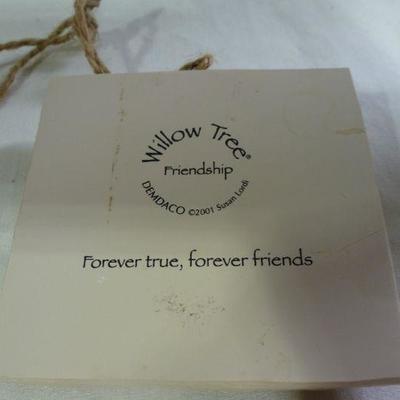 Willow Tree®
Friendship
DEMDACO ©2001 Susan Lordi
Forever true, forever friends